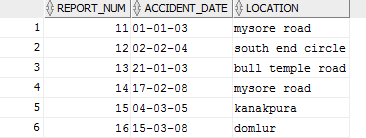 REPORT_NUM ACCIDENT_DATE LOCATION
1 11 01-01-03 mysore road
2 12 02-02-04 south end circle
3 13 21-01-03 bull temple road
4 14 17-02-08 mysore road
5 15 04-03-05 kanakpura
6 16 15-03-08 domlur